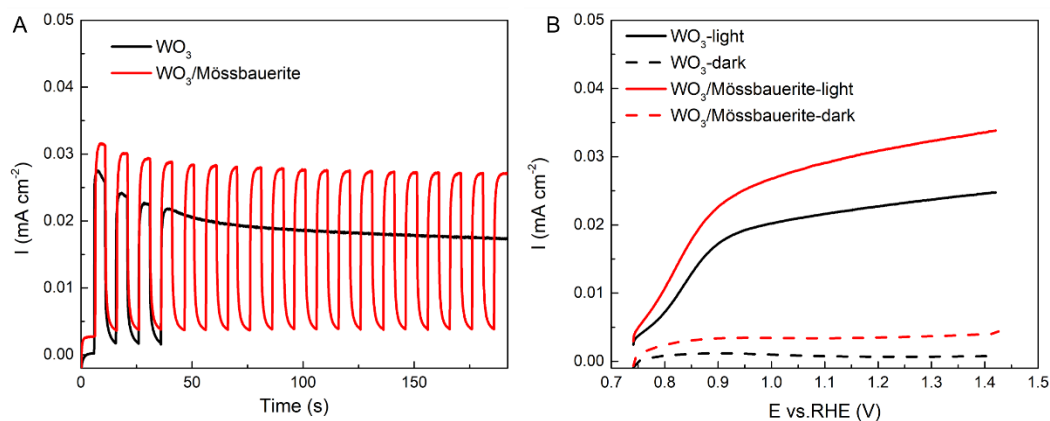 A
0.05
0.04
0.03
0.02
0.01
0.00
I (mA cm⁻²)
WO₃
WO₃/Mössbauerite
0
50
100
150
Time (s)
B
0.05
0.04
0.03
0.02
0.01
0.00
I (mA cm⁻²)
WO₃-light
WO₃-dark
WO₃/Mössbauerite-light
WO₃/Mössbauerite-dark
0.7
0.8
0.9
1.0
1.1
1.2
1.3
1.4
1.5
E vs.RHE (V)